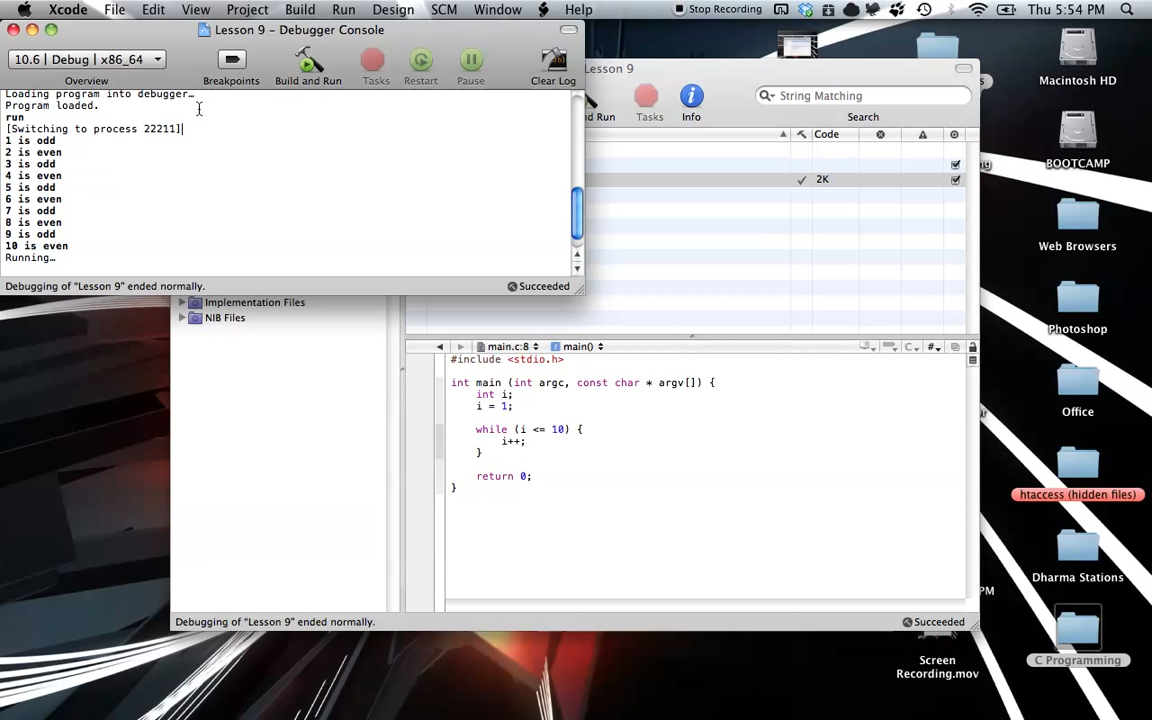 Xcode File Edit View Project Build Run Design SCM Window Help Stop Recording Thu 5:54 PM
Lesson 9 – Debugger Console
10.6 | Debug | x86_64
Overview Breakpoints Build and Run Tasks Restart Pause Clear Log
Loading program into debugger…
Program loaded.
run
[Switching to process 22211]
1 is odd
2 is even
3 is odd
4 is even
5 is odd
6 is even
7 is odd
8 is even
9 is odd
10 is even
Running…
Debugging of "Lesson 9" ended normally. Succeeded
Lesson 9
String Matching
and Run Tasks Info Search
Code
2K
Implementation Files
NIB Files
main.c:8 main()
#include <stdio.h>
int main (int argc, const char * argv[]) {
int i;
i = 1;
while (i <= 10) {
i++;
}
return 0;
}
Debugging of "Lesson 9" ended normally. Succeeded
Macintosh HD
BOOTCAMP
Web Browsers
Photoshop
Office
htaccess (hidden files)
Dharma Stations
PM
C Programming
Screen
Recording.mov